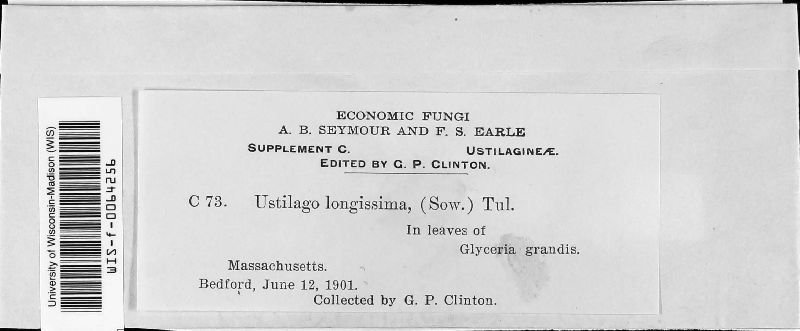 ECONOMIC FUNGI
A. B. SEYMOUR AND F. S. EARLE
SUPPLEMENT C. USTILAGINEÆ.
EDITED BY G. P. CLINTON.
C 73. Ustilago longissima, (Sow.) Tul.
In leaves of
Glyceria grandis.
Massachusetts.
Bedford, June 12, 1901.
Collected by G. P. Clinton.
University of Wisconsin-Madison (WIS)
WIS-f-0064256